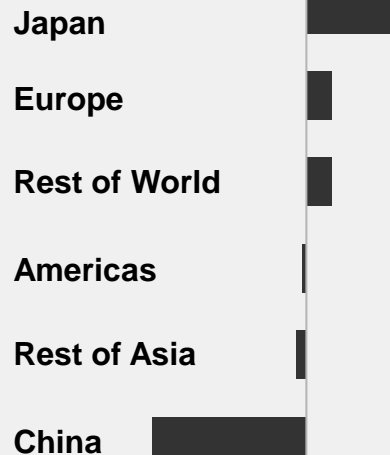 Japan
Europe
Rest of World
Americas
Rest of Asia
China